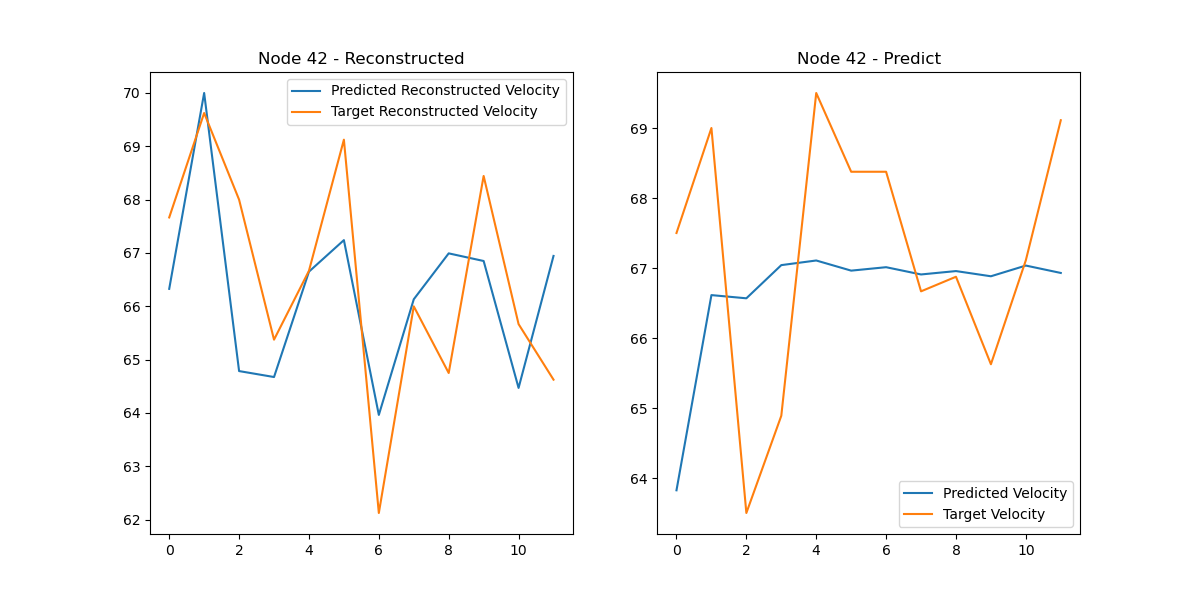 Node 42 - Reconstructed
Predicted Reconstructed Velocity
Target Reconstructed Velocity
70
69
68
67
66
65
64
63
62
0 2 4 6 8 10
Node 42 - Predict
69
68
67
66
65
64
Predicted Velocity
Target Velocity
0 2 4 6 8 10